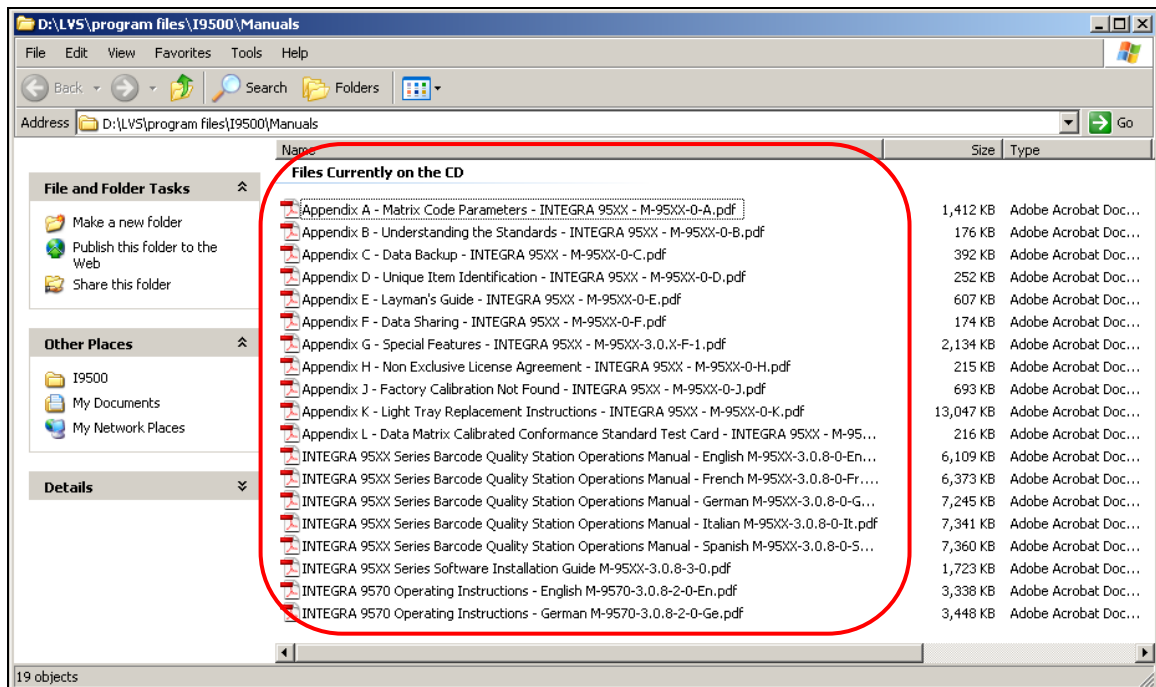 D:\LVS\program files\I9500\Manuals
File Edit View Favorites Tools Help
Back Search Folders
Address D:\LVS\program files\I9500\Manuals Go
Name Size Type
Files Currently on the CD
File and Folder Tasks
Make a new folder
Publish this folder to the
Web
Share this folder
Other Places
I9500
My Documents
My Network Places
Details
Appendix A - Matrix Code Parameters - INTEGRA 95XX - M-95XX-0-A.pdf 1,412 KB Adobe Acrobat Doc...
Appendix B - Understanding the Standards - INTEGRA 95XX - M-95XX-0-B.pdf 176 KB Adobe Acrobat Doc...
Appendix C - Data Backup - INTEGRA 95XX - M-95XX-0-C.pdf 392 KB Adobe Acrobat Doc...
Appendix D - Unique Item Identification - INTEGRA 95XX - M-95XX-0-D.pdf 252 KB Adobe Acrobat Doc...
Appendix E - Layman's Guide - INTEGRA 95XX - M-95XX-0-E.pdf 607 KB Adobe Acrobat Doc...
Appendix F - Data Sharing - INTEGRA 95XX - M-95XX-0-F.pdf 174 KB Adobe Acrobat Doc...
Appendix G - Special Features - INTEGRA 95XX - M-95XX-3.0.X-F-1.pdf 2,134 KB Adobe Acrobat Doc...
Appendix H - Non Exclusive License Agreement - INTEGRA 95XX - M-95XX-0-H.pdf 215 KB Adobe Acrobat Doc...
Appendix J - Factory Calibration Not Found - INTEGRA 95XX - M-95XX-0-J.pdf 693 KB Adobe Acrobat Doc...
Appendix K - Light Tray Replacement Instructions - INTEGRA 95XX - M-95XX-0-K.pdf 13,047 KB Adobe Acrobat Doc...
Appendix L - Data Matrix Calibrated Conformance Standard Test Card - INTEGRA 95XX - M-95... 216 KB Adobe Acrobat Doc...
INTEGRA 95XX Series Barcode Quality Station Operations Manual - English M-95XX-3.0.8-0-En... 6,109 KB Adobe Acrobat Doc...
INTEGRA 95XX Series Barcode Quality Station Operations Manual - French M-95XX-3.0.8-0-Fr.... 6,373 KB Adobe Acrobat Doc...
INTEGRA 95XX Series Barcode Quality Station Operations Manual - German M-95XX-3.0.8-0-G... 7,245 KB Adobe Acrobat Doc...
INTEGRA 95XX Series Barcode Quality Station Operations Manual - Italian M-95XX-3.0.8-0-It.pdf 7,341 KB Adobe Acrobat Doc...
INTEGRA 95XX Series Barcode Quality Station Operations Manual - Spanish M-95XX-3.0.8-0-S... 7,360 KB Adobe Acrobat Doc...
INTEGRA 95XX Series Software Installation Guide M-95XX-3.0.8-3-0.pdf 1,723 KB Adobe Acrobat Doc...
INTEGRA 9570 Operating Instructions - English M-9570-3.0.8-2-0-En.pdf 3,338 KB Adobe Acrobat Doc...
INTEGRA 9570 Operating Instructions - German M-9570-3.0.8-2-0-Ge.pdf 3,448 KB Adobe Acrobat Doc...
19 objects